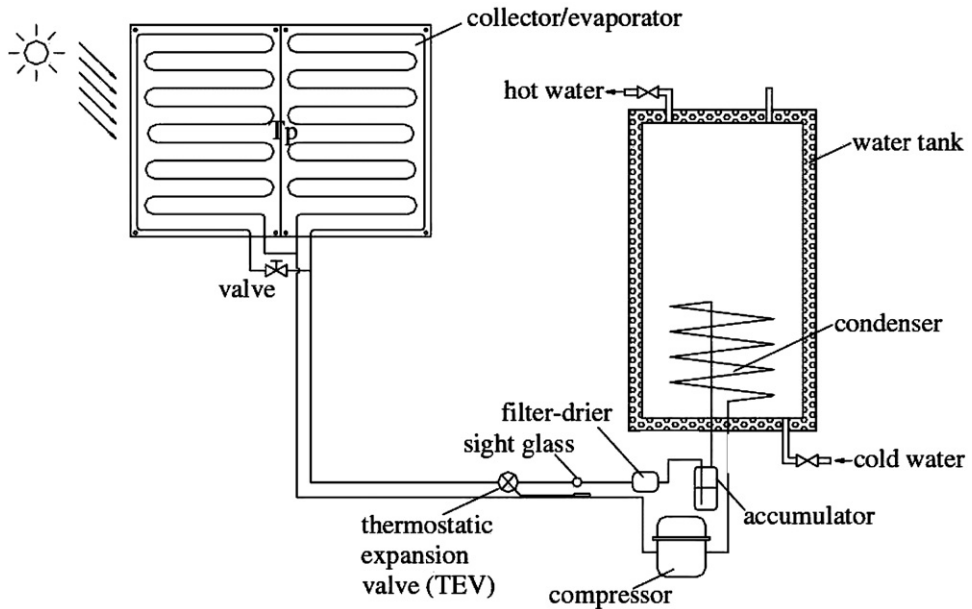 collector/evaporator
hot water
Tp
water tank
valve
condenser
filter-drier
sight glass
cold water
thermostatic
expansion
valve (TEV)
accumulator
compressor